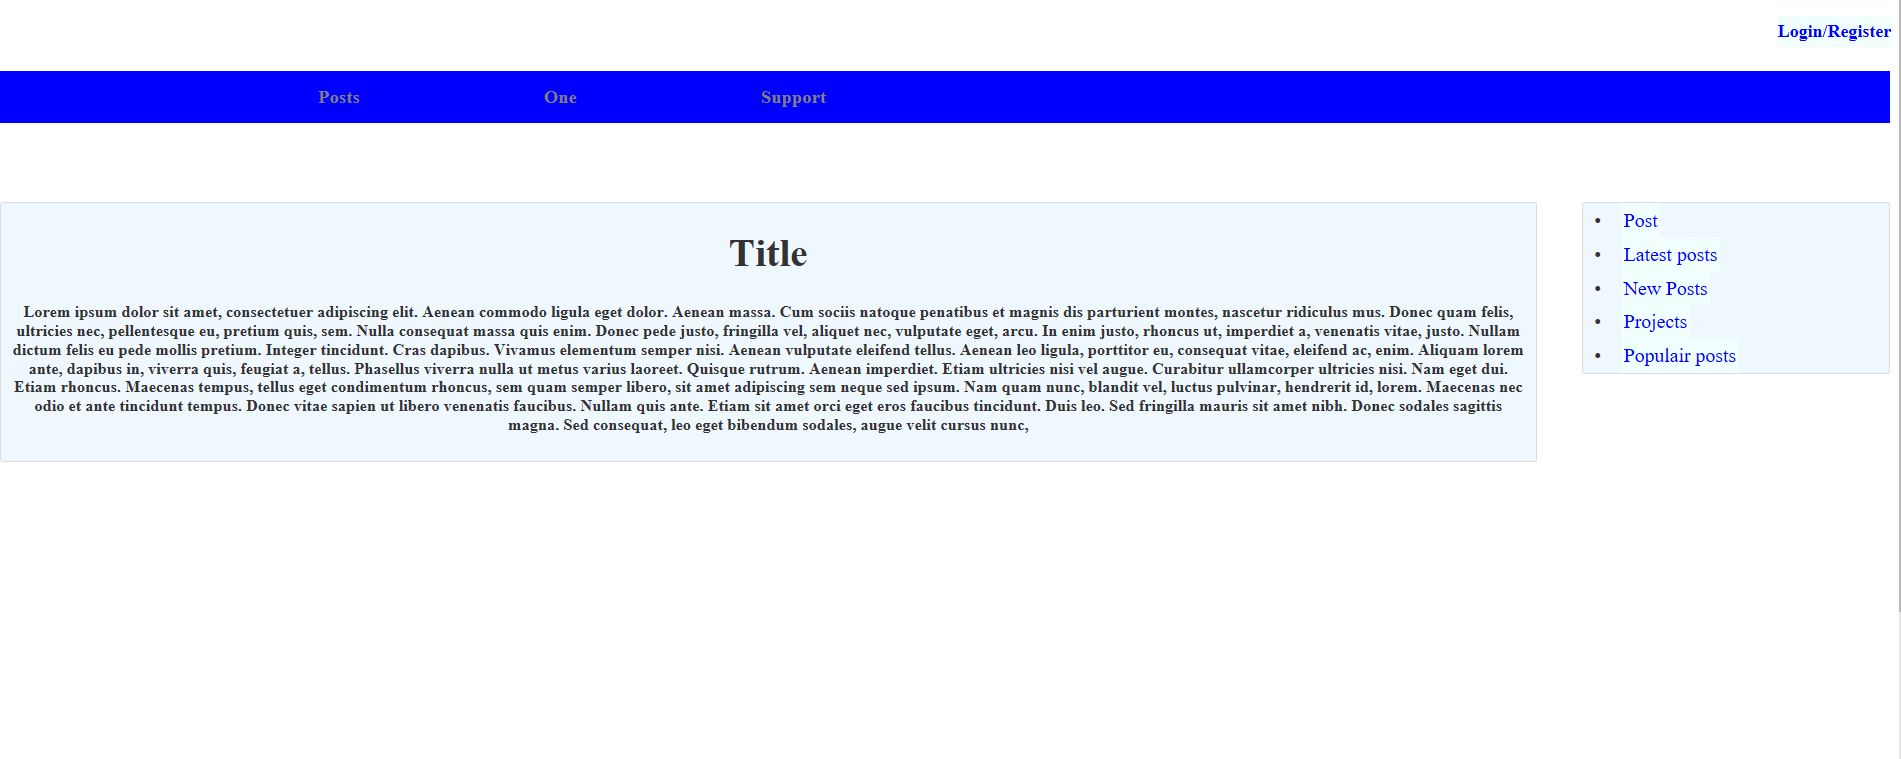 Login/Register
Posts One Support
Title
Lorem ipsum dolor sit amet, consectetuer adipiscing elit. Aenean commodo ligula eget dolor. Aenean massa. Cum sociis natoque penatibus et magnis dis parturient montes, nascetur ridiculus mus. Donec quam felis,
ultricies nec, pellentesque eu, pretium quis, sem. Nulla consequat massa quis enim. Donec pede justo, fringilla vel, aliquet nec, vulputate eget, arcu. In enim justo, rhoncus ut, imperdiet a, venenatis vitae, justo. Nullam
dictum felis eu pede mollis pretium. Integer tincidunt. Cras dapibus. Vivamus elementum semper nisi. Aenean vulputate eleifend tellus. Aenean leo ligula, porttitor eu, consequat vitae, eleifend ac, enim. Aliquam lorem
ante, dapibus in, viverra quis, feugiat a, tellus. Phasellus viverra nulla ut metus varius laoreet. Quisque rutrum. Aenean imperdiet. Etiam ultricies nisi vel augue. Curabitur ullamcorper ultricies nisi. Nam eget dui.
Etiam rhoncus. Maecenas tempus, tellus eget condimentum rhoncus, sem quam semper libero, sit amet adipiscing sem neque sed ipsum. Nam quam nunc, blandit vel, luctus pulvinar, hendrerit id, lorem. Maecenas nec
odio et ante tincidunt tempus. Donec vitae sapien ut libero venenatis faucibus. Nullam quis ante. Etiam sit amet orci eget eros faucibus tincidunt. Duis leo. Sed fringilla mauris sit amet nibh. Donec sodales sagittis
magna. Sed consequat, leo eget bibendum sodales, augue velit cursus nunc,
• Post
• Latest posts
• New Posts
• Projects
• Populair posts